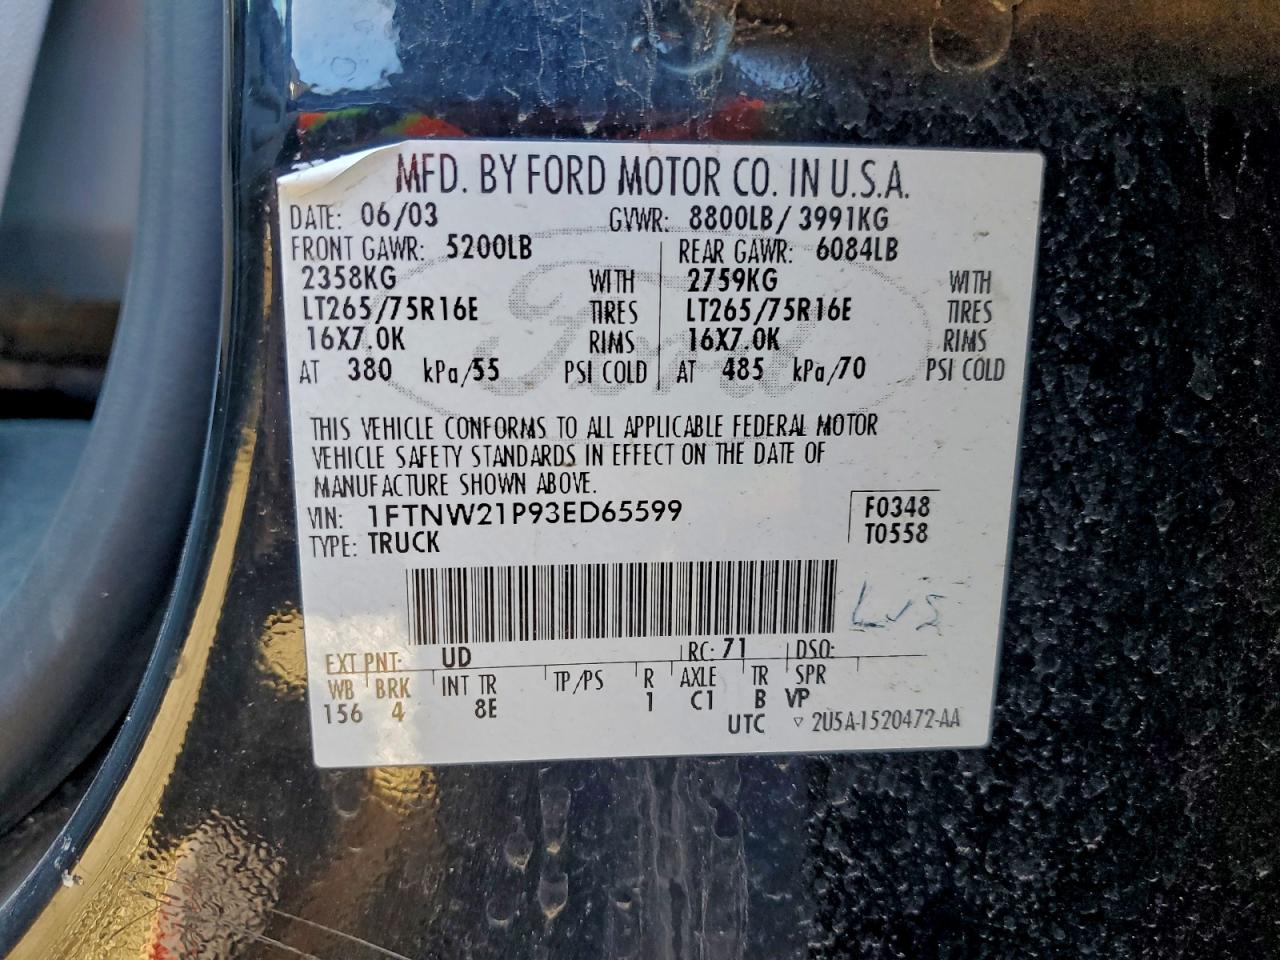 MFD. BY FORD MOTOR CO. IN U.S.A.
DATE: 06/03 GVWR: 8800LB/ 3991KG
FRONT GAWR: 5200LB REAR GAWR: 6084LB
2358KG WITH 2759KG WITH
LT265/75R16E TIRES LT265/75R16E TIRES
16X7.0K RIMS 16X7.0K RIMS
AT 380 kPa/55 PSI COLD AT 485 kPa/70 PSI COLD
Ford
THIS VEHICLE CONFORMS TO ALL APPLICABLE FEDERAL MOTOR
VEHICLE SAFETY STANDARDS IN EFFECT ON THE DATE OF
MANUFACTURE SHOWN ABOVE.
VIN: 1FTNW21P93ED65599 F0348
TYPE: TRUCK T0558
LJS
EXT PNT: UD RC: 71 DSO:
WB BRK INT TR TP/PS R AXLE TR SPR
156 4 8E 1 C1 B VP
UTC ▽ 2U5A-1520472-AA